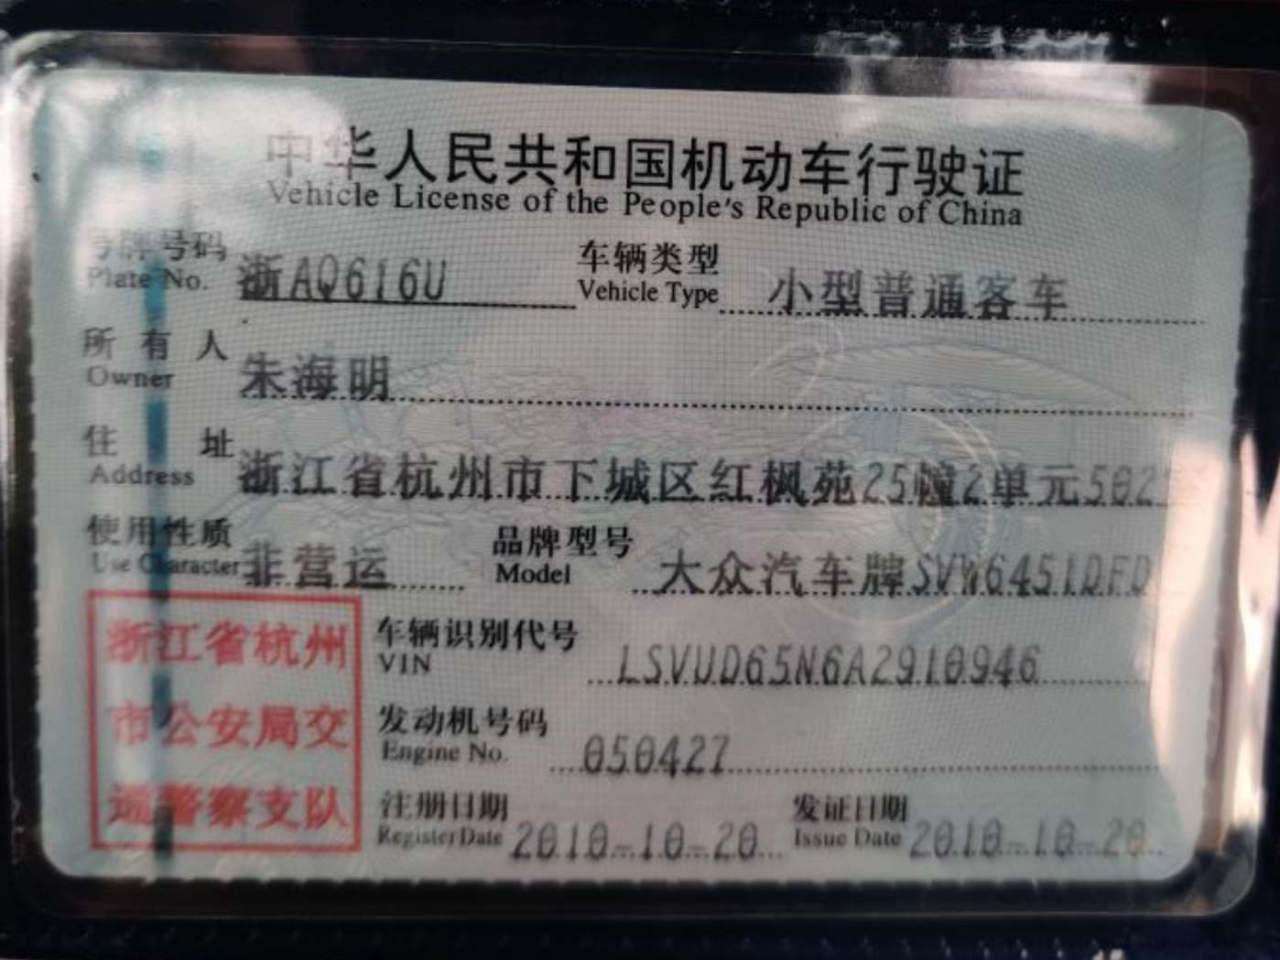 中华人民共和国机动车行驶证
Vehicle License of the People's Republic of China
号牌号码 浙AQ616U 车辆类型 小型普通客车
Plate No. Vehicle Type
所有人 朱海明
Owner
住址 浙江省杭州市下城区红枫苑25幢2单元502
Address
使用性质 非营运 品牌型号 大众汽车牌SVW6451DFD
Use Character Model
浙江省杭州
市公安局交
通警察支队
车辆识别代号 LSVUD65N6A2910946
VIN
发动机号码 050427
Engine No.
注册日期 2010-10-20 发证日期 2010-10-20
Register Date Issue Date